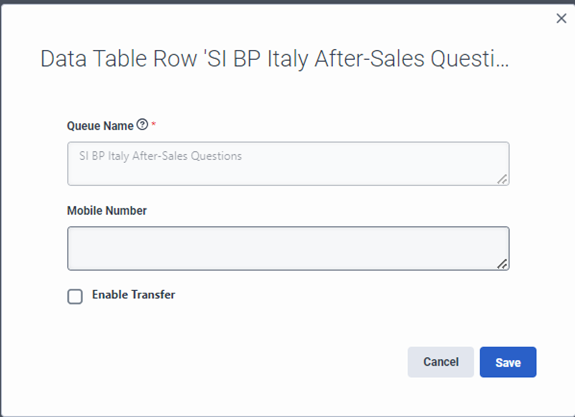 Data Table Row 'SI BP Italy After-Sales Questi...
Queue Name ? *
SI BP Italy After-Sales Questions
Mobile Number
Enable Transfer
Cancel Save